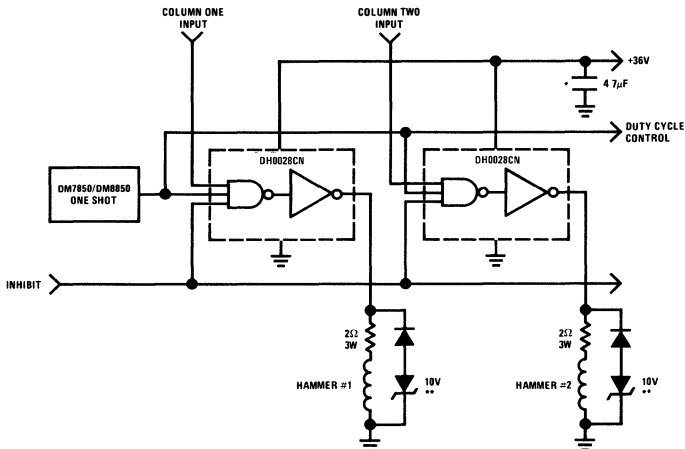 COLUMN ONE
INPUT
COLUMN TWO
INPUT
+36V
* 4 7µF
DUTY CYCLE
CONTROL
DH0028CN
DH0028CN
DM7850/DM8850
ONE SHOT
INHIBIT
2Ω
3W
HAMMER #1
10V
**
2Ω
3W
HAMMER #2
10V
**